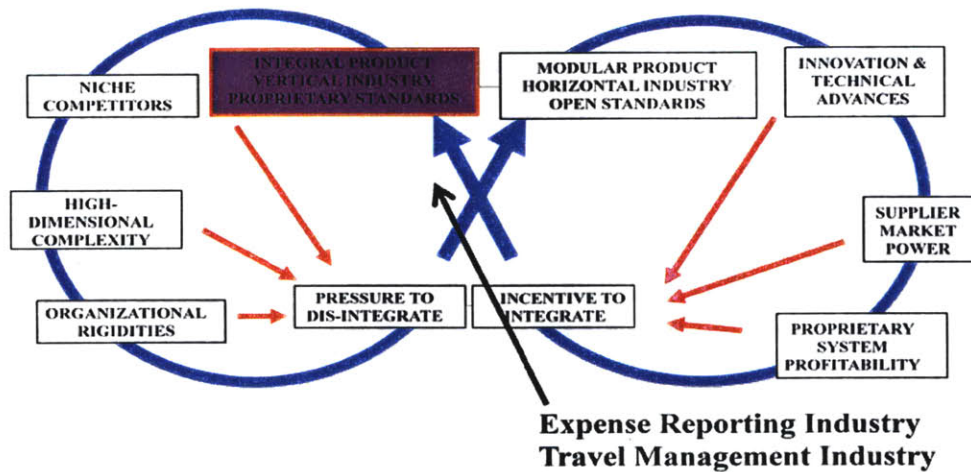 INTEGRAL PRODUCT
VERTICAL INDUSTRY
PROPRIETARY STANDARDS
MODULAR PRODUCT
HORIZONTAL INDUSTRY
OPEN STANDARDS
INNOVATION &
TECHNICAL
ADVANCES
NICHE
COMPETITORS
HIGH-
DIMENSIONAL
COMPLEXITY
SUPPLIER
MARKET
POWER
ORGANIZATIONAL
RIGIDITIES
PRESSURE TO
DIS-INTEGRATE
INCENTIVE TO
INTEGRATE
PROPRIETARY
SYSTEM
PROFITABILITY
Expense Reporting Industry
Travel Management Industry